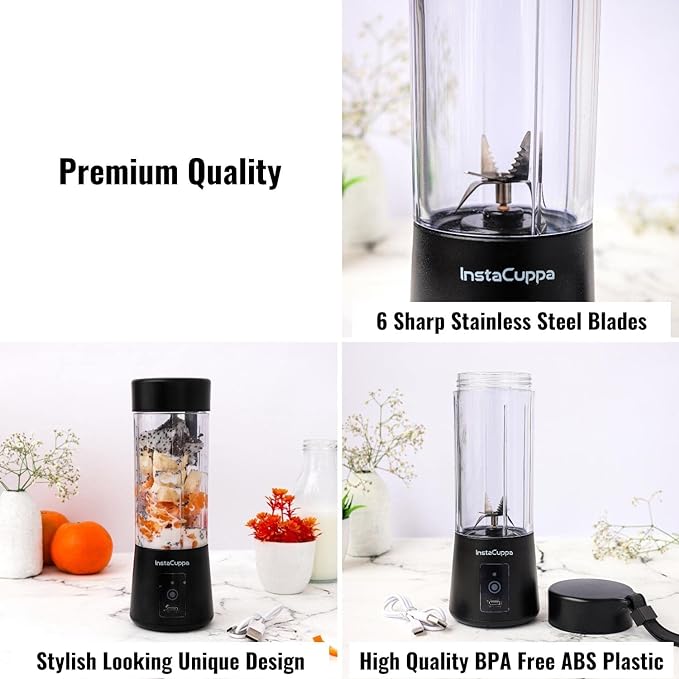 Premium Quality
InstaCuppa
6 Sharp Stainless Steel Blades
InstaCuppa
Stylish Looking Unique Design
InstaCuppa
High Quality BPA Free ABS Plastic